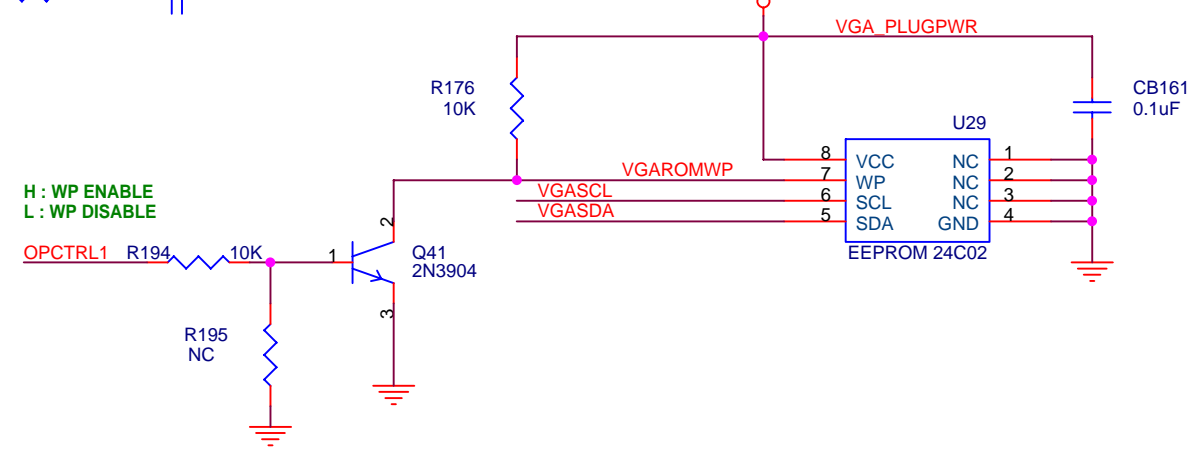 VGA_PLUGPWR
R176
10K
CB161
0.1uF
U29
8 VCC NC 1
7 WP NC 2
6 SCL NC 3
5 SDA GND 4
EEPROM 24C02
VGAROMWP
VGASCL
VGASDA
H : WP ENABLE
L : WP DISABLE
OPCTRL1 R194 10K
1
2
3
Q41
2N3904
R195
NC